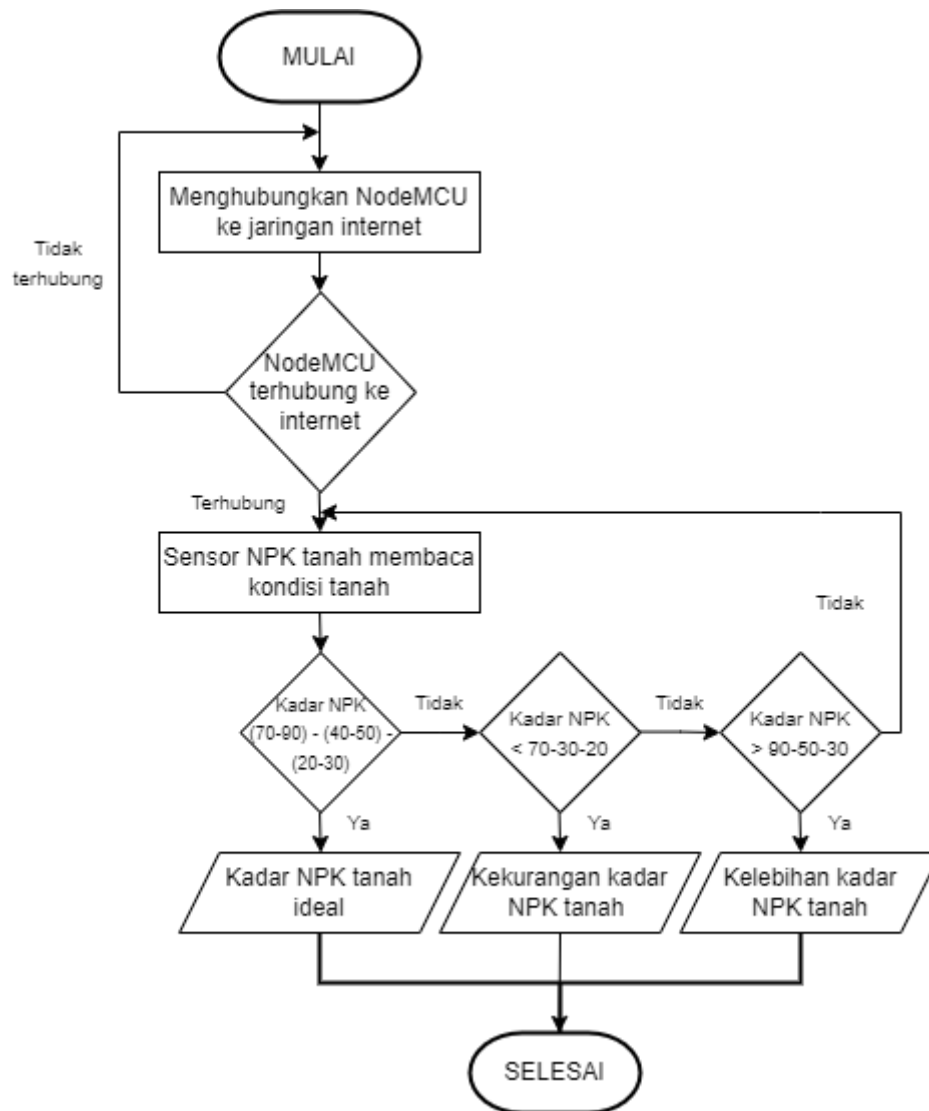 MULAI
Menghubungkan NodeMCU
ke jaringan internet
Tidak
terhubung
NodeMCU
terhubung ke
internet
Terhubung
Sensor NPK tanah membaca
kondisi tanah
Tidak
Kadar NPK
(70-90) - (40-50) -
(20-30)
Tidak
Kadar NPK
< 70-30-20
Tidak
Kadar NPK
> 90-50-30
Ya
Ya
Ya
Kadar NPK tanah
ideal
Kekurangan kadar
NPK tanah
Kelebihan kadar
NPK tanah
SELESAI